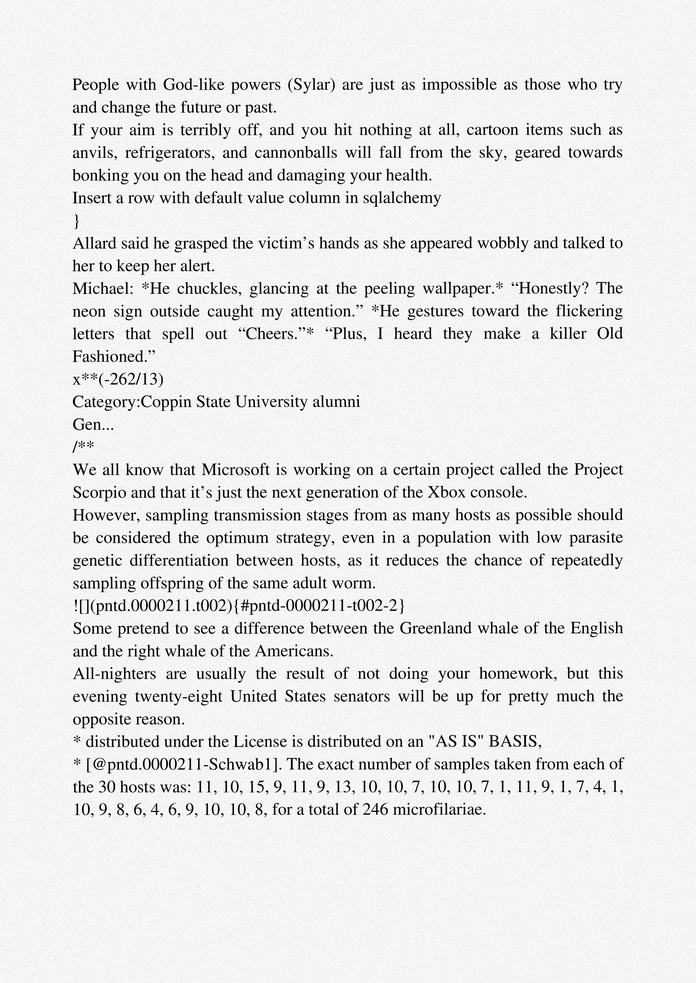 People with God-like powers (Sylar) are just as impossible as those who try
and change the future or past.
If your aim is terribly off, and you hit nothing at all, cartoon items such as
anvils, refrigerators, and cannonballs will fall from the sky, geared towards
bonking you on the head and damaging your health.
Insert a row with default value column in sqlalchemy
}
Allard said he grasped the victim’s hands as she appeared wobbly and talked to
her to keep her alert.
Michael: *He chuckles, glancing at the peeling wallpaper.* “Honestly? The
neon sign outside caught my attention.” *He gestures toward the flickering
letters that spell out “Cheers.”* “Plus, I heard they make a killer Old
Fashioned.”
x**(-262/13)
Category:Coppin State University alumni
Gen...
/**
We all know that Microsoft is working on a certain project called the Project
Scorpio and that it’s just the next generation of the Xbox console.
However, sampling transmission stages from as many hosts as possible should
be considered the optimum strategy, even in a population with low parasite
genetic differentiation between hosts, as it reduces the chance of repeatedly
sampling offspring of the same adult worm.
![](pntd.0000211.t002){#pntd-0000211-t002-2}
Some pretend to see a difference between the Greenland whale of the English
and the right whale of the Americans.
All-nighters are usually the result of not doing your homework, but this
evening twenty-eight United States senators will be up for pretty much the
opposite reason.
* distributed under the License is distributed on an "AS IS" BASIS,
* [@pntd.0000211-Schwab1]. The exact number of samples taken from each of
the 30 hosts was: 11, 10, 15, 9, 11, 9, 13, 10, 10, 7, 10, 10, 7, 1, 11, 9, 1, 7, 4, 1,
10, 9, 8, 6, 4, 6, 9, 10, 10, 8, for a total of 246 microfilariae.